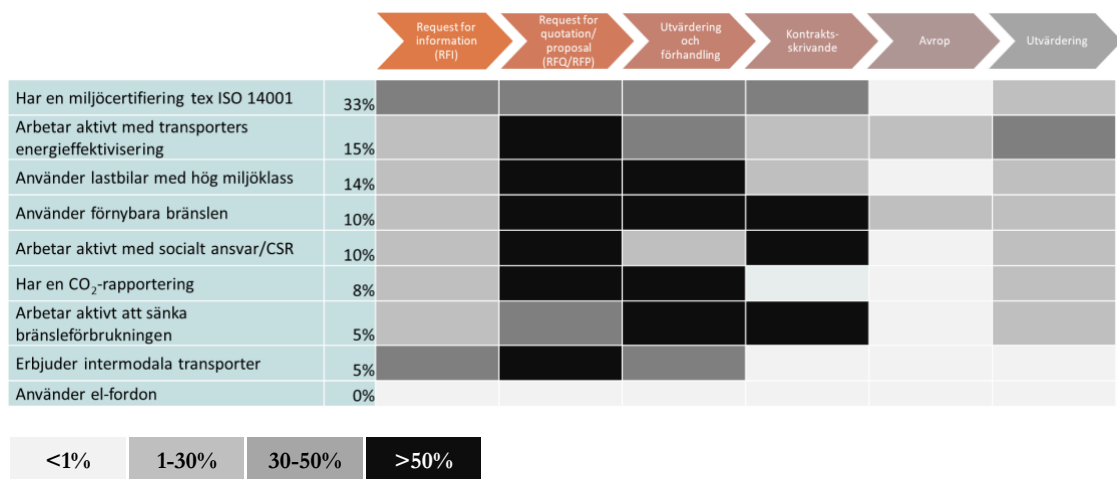 Request for
information
(RFI)
Request for
quotation/
proposal
(RFQ/RFP)
Utvärdering
och
förhandling
Kontrakts-
skrivande
Avrop
Utvärdering
Har en miljöcertifiering tex ISO 14001 33%
Arbetar aktivt med transporters
energieffektivisering 15%
Använder lastbilar med hög miljöklass 14%
Använder förnybara bränslen 10%
Arbetar aktivt med socialt ansvar/CSR 10%
Har en CO₂-rapportering 8%
Arbetar aktivt att sänka
bränsleförbrukningen 5%
Erbjuder intermodala transporter 5%
Använder el-fordon 0%
<1% 1-30% 30-50% >50%